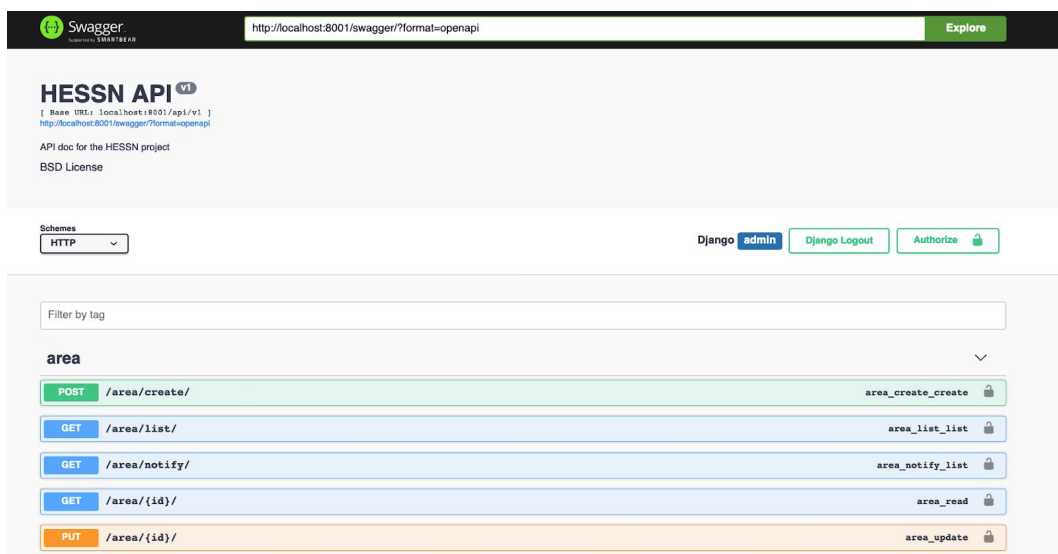 Swagger
Supported by SMARTBEAR
http://localhost:8001/swagger/?format=openapi
Explore
HESSN API v1
[ Base URL: localhost:8001/api/v1 ]
http://localhost:8001/swagger/?format=openapi
API doc for the HESSN project
BSD License
Schemes
HTTP
Django admin Django Logout Authorize
Filter by tag
area
POST /area/create/ area_create_create
GET /area/list/ area_list_list
GET /area/notify/ area_notify_list
GET /area/{id}/ area_read
PUT /area/{id}/ area_update